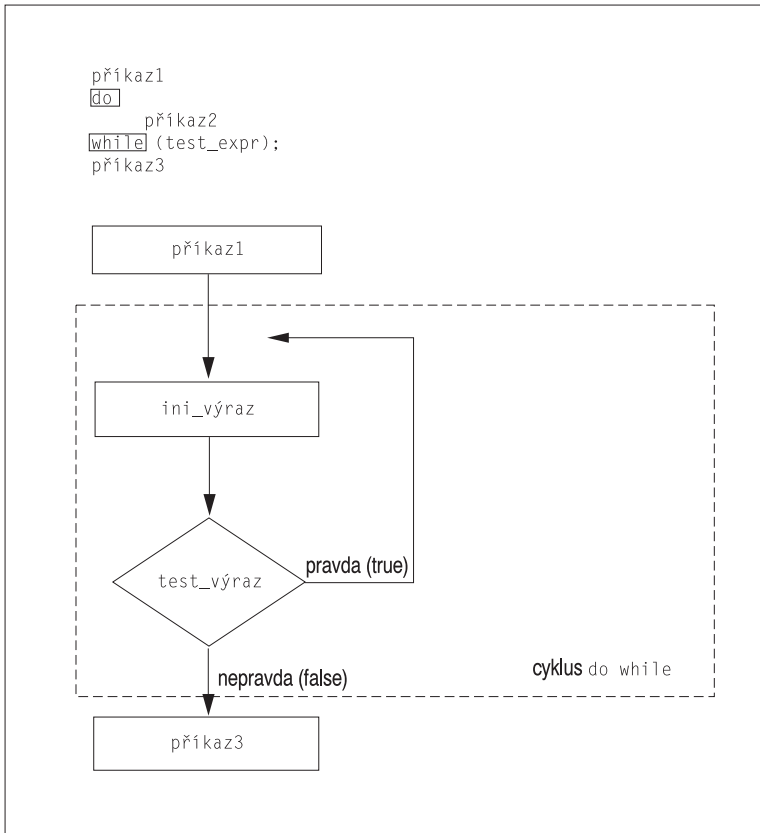 příkaz1
do
příkaz2
while (test_expr);
příkaz3
příkaz1
ini_výraz
test_výraz
pravda (true)
nepravda (false)
cyklus do while
příkaz3